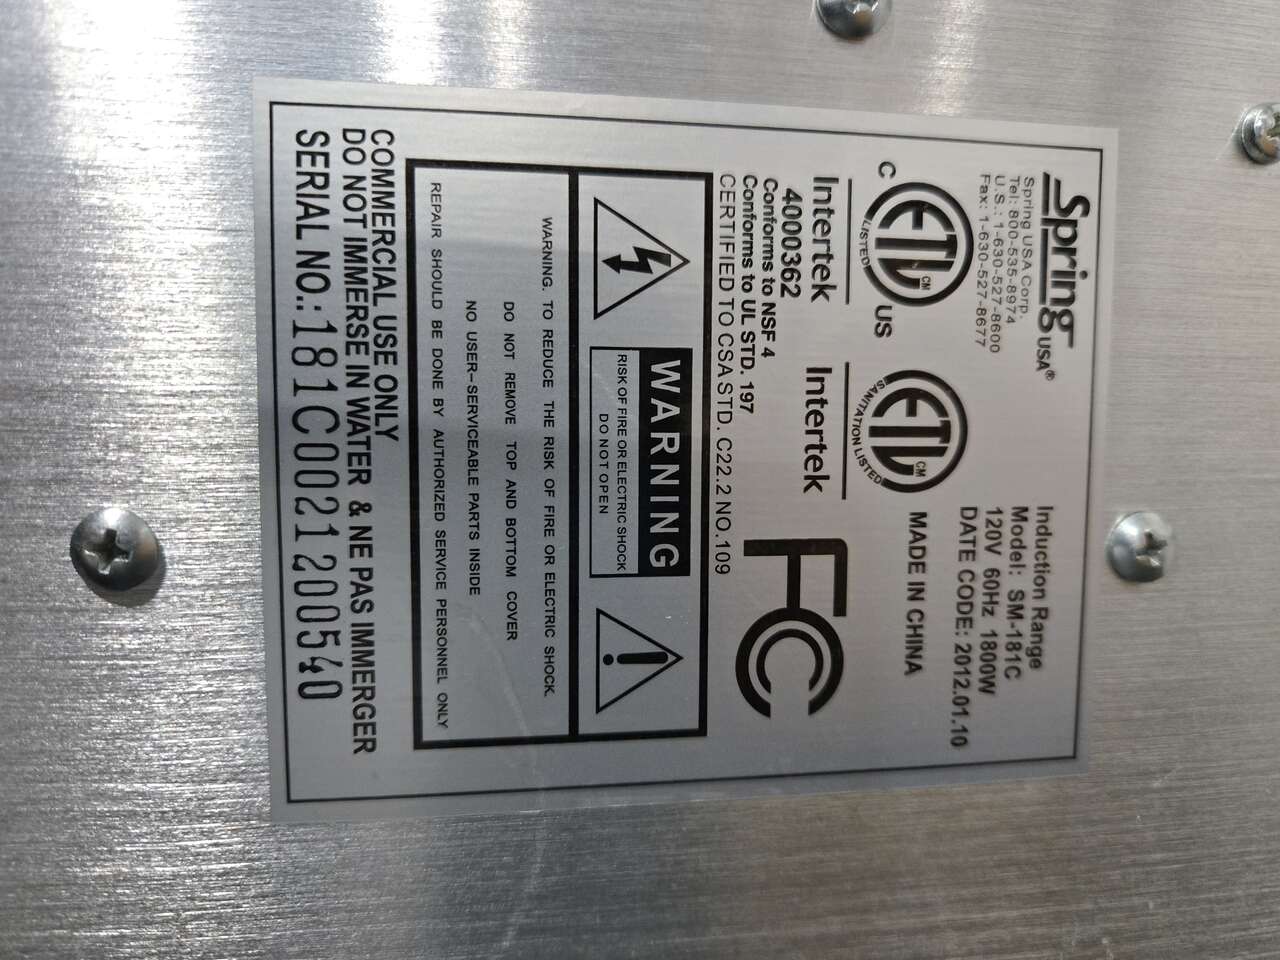 Spring USA®
Spring USA Corp.
Tel: 800-535-8974
U.S.: 1-630-527-8600
Fax: 1-630-527-8677
Induction Range
Model: SM-181C
120V 60Hz 1800W
DATE CODE: 2012.01.10
C ETL CM US
LISTED
Intertek
4000362
ETL CM
SANITATION LISTED
Intertek
MADE IN CHINA
FC
Conforms to NSF 4
Conforms to UL STD. 197
CERTIFIED TO CSA STD. C22.2 NO.109
WARNING
RISK OF FIRE OR ELECTRIC SHOCK
DO NOT OPEN
WARNING. TO REDUCE THE RISK OF FIRE OR ELECTRIC SHOCK.
DO NOT REMOVE TOP AND BOTTOM COVER
NO USER-SERVICEABLE PARTS INSIDE
REPAIR SHOULD BE DONE BY AUTHORIZED SERVICE PERSONNEL ONLY
COMMERCIAL USE ONLY
DO NOT IMMERSE IN WATER & NE PAS IMMERGER
SERIAL NO.:181C0021200540